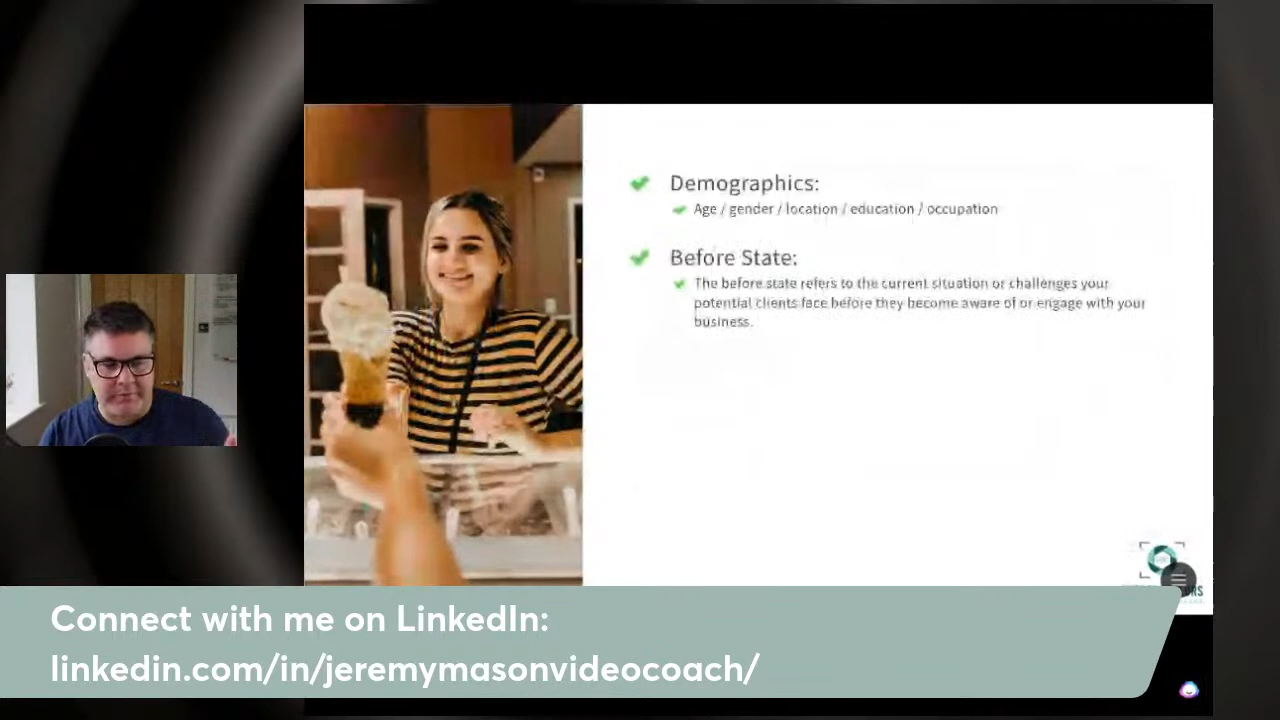 Demographics:
Age / gender / location / education / occupation
Before State:
The before state refers to the current situation or challenges your
potential clients face before they become aware of or engage with your
business.
Connect with me on LinkedIn:
linkedin.com/in/jeremymasonvideocoach/